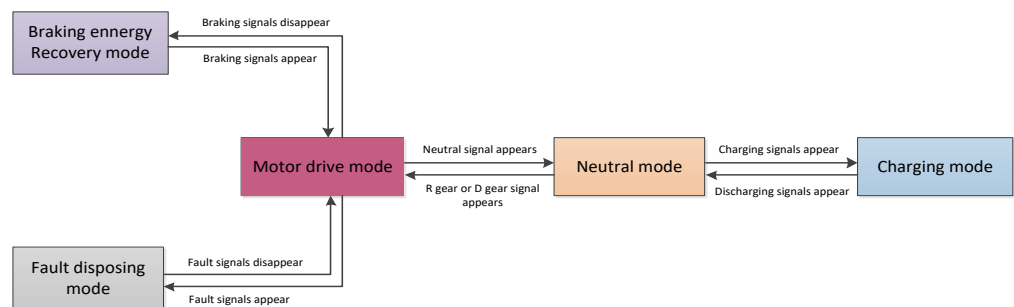 Braking signals disappear
Braking ennergy
Recovery mode
Braking signals appear
Motor drive mode
Neutral signal appears
R gear or D gear signal
appears
Neutral mode
Charging signals appear
Discharging signals appear
Charging mode
Fault disposing
mode
Fault signals disappear
Fault signals appear